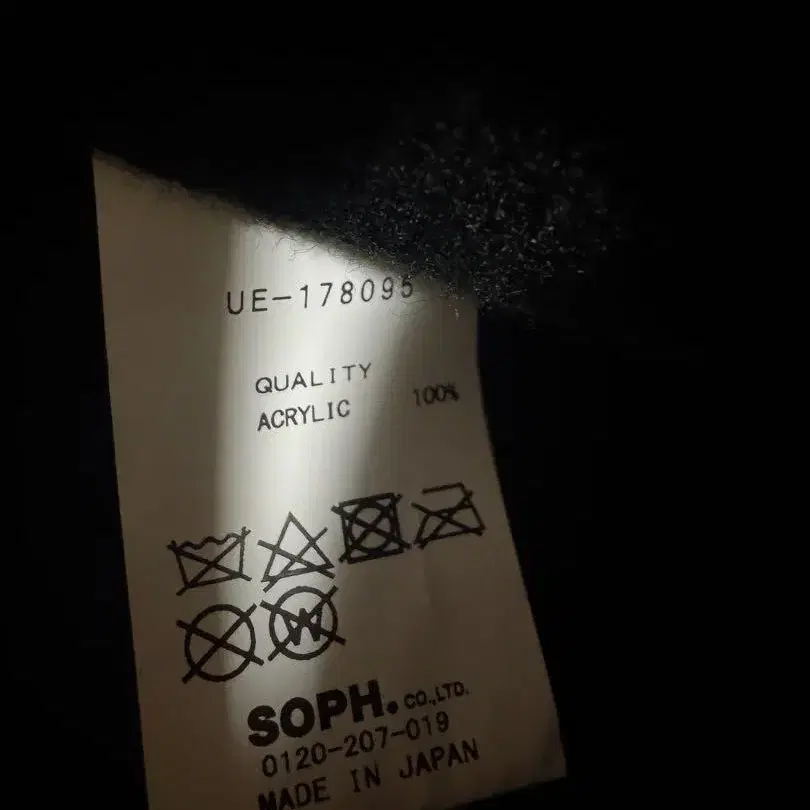 UE-178095
QUALITY
ACRYLIC 100%
W
SOPH. CO.,LTD.
0120-207-019
MADE IN JAPAN